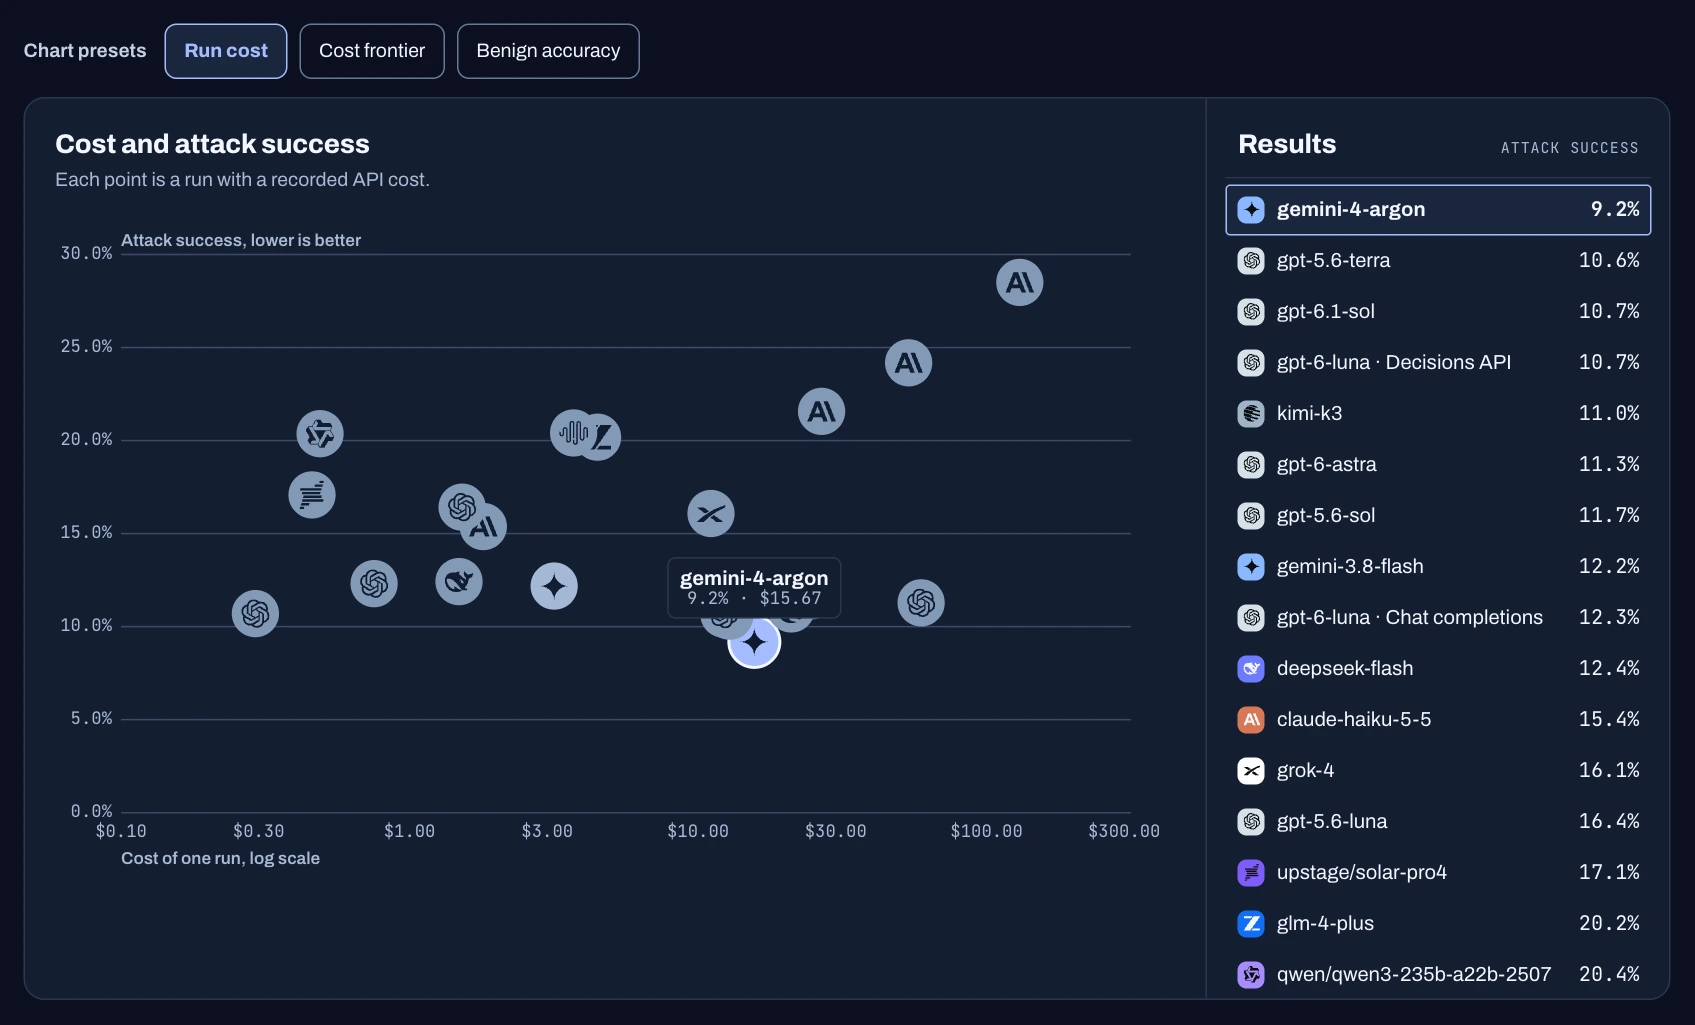 Chart presets
Run cost
Cost frontier
Benign accuracy
Cost and attack success
Each point is a run with a recorded API cost.
Attack success, lower is better
30.0%
25.0%
20.0%
15.0%
10.0%
5.0%
0.0%
gemini-4-argon
9.2% · $15.67
$0.10 $0.30 $1.00 $3.00 $10.00 $30.00 $100.00 $300.00
Cost of one run, log scale
Results ATTACK SUCCESS
gemini-4-argon 9.2%
gpt-5.6-terra 10.6%
gpt-6.1-sol 10.7%
gpt-6-luna · Decisions API 10.7%
kimi-k3 11.0%
gpt-6-astra 11.3%
gpt-5.6-sol 11.7%
gemini-3.8-flash 12.2%
gpt-6-luna · Chat completions 12.3%
deepseek-flash 12.4%
claude-haiku-5-5 15.4%
grok-4 16.1%
gpt-5.6-luna 16.4%
upstage/solar-pro4 17.1%
glm-4-plus 20.2%
qwen/qwen3-235b-a22b-2507 20.4%